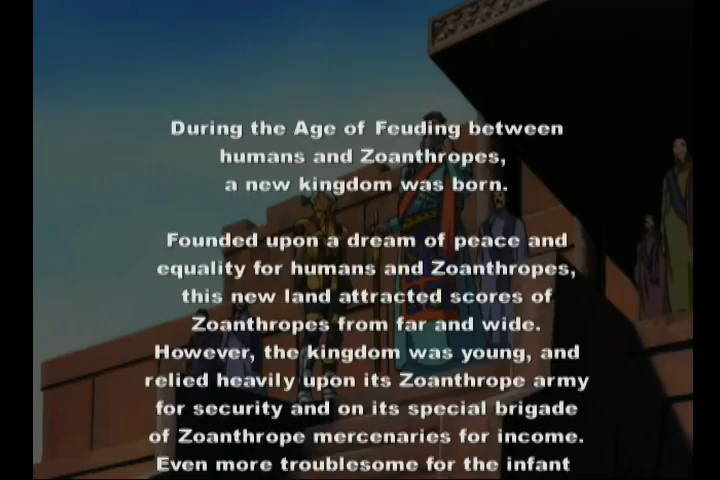 During the Age of Feuding between
humans and Zoanthropes,
a new kingdom was born.
Founded upon a dream of peace and
equality for humans and Zoanthropes,
this new land attracted scores of
Zoanthropes from far and wide.
However, the kingdom was young, and
relied heavily upon its Zoanthrope army
for security and on its special brigade
of Zoanthrope mercenaries for income.
Even more troublesome for the infant